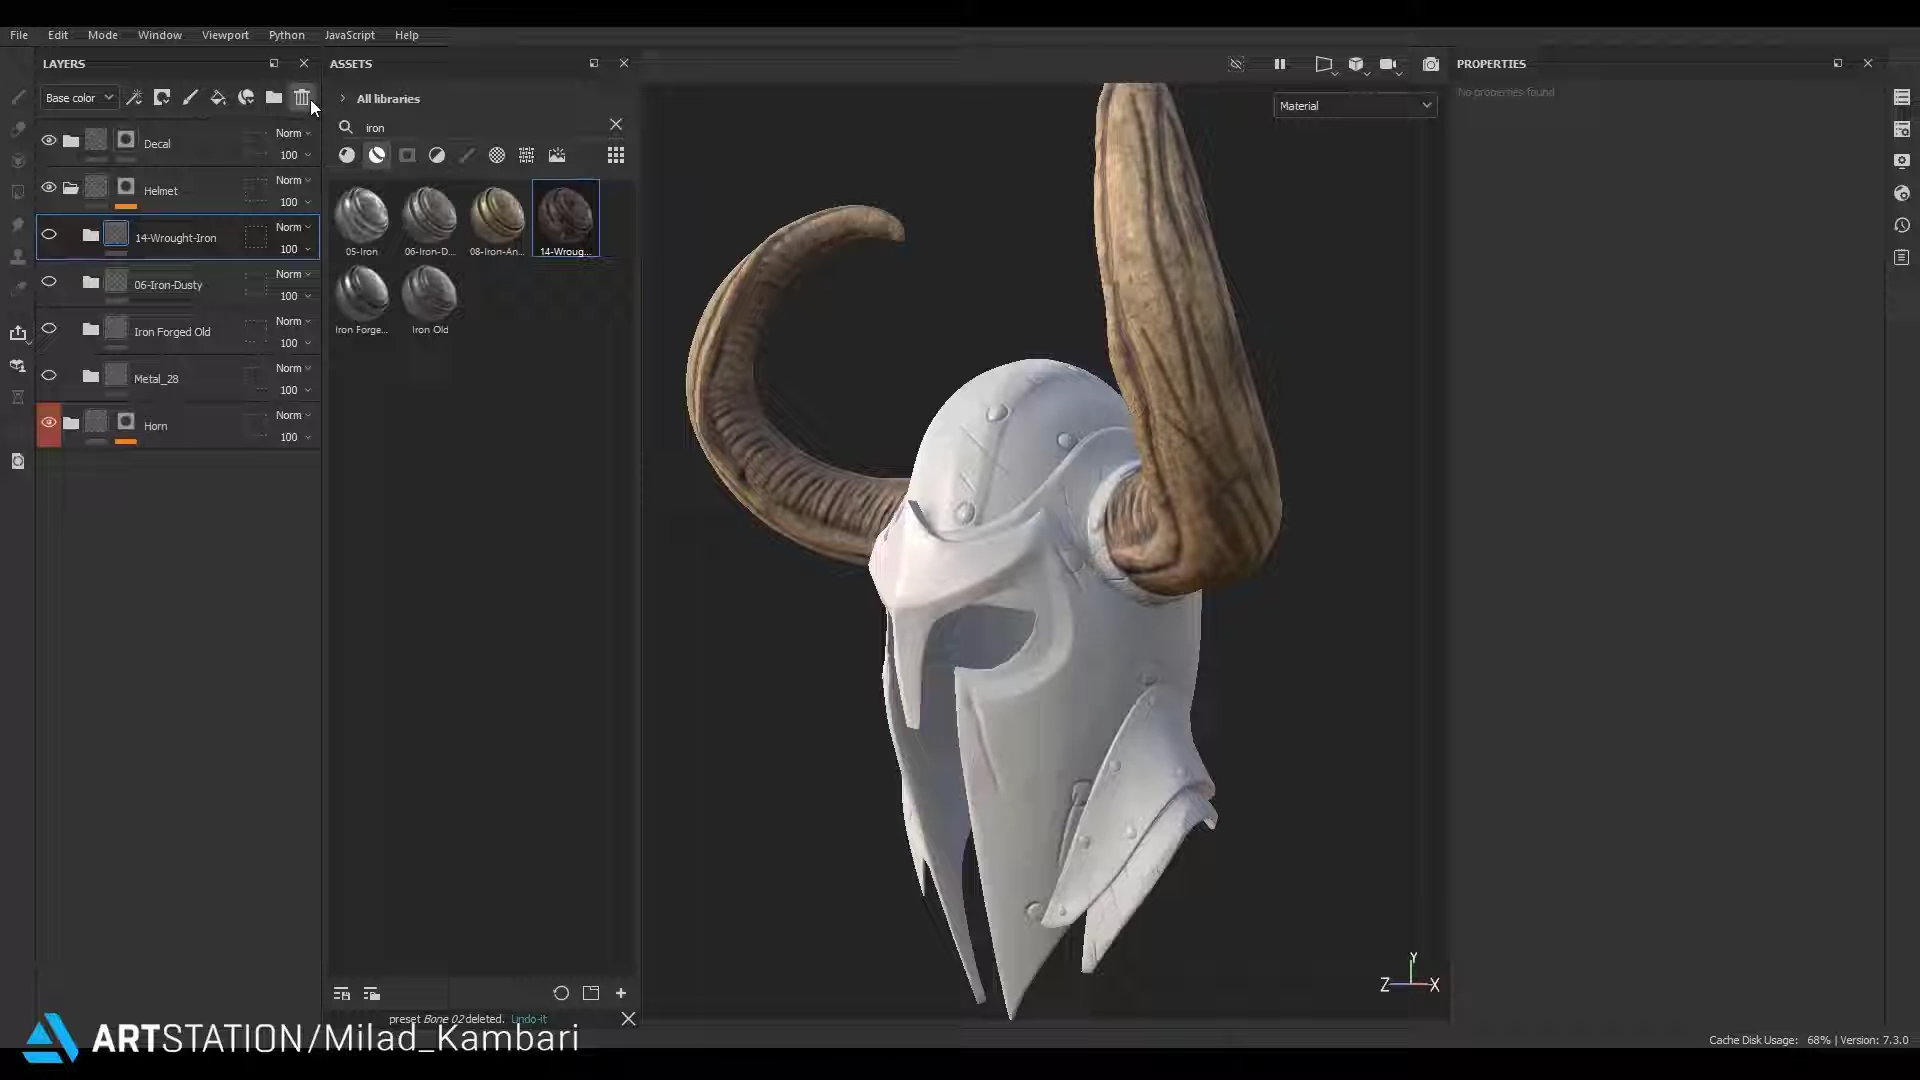 File Edit Mode Window Viewport Python JavaScript Help
LAYERS
Base color
Decal
Norm
100
Helmet
Norm
100
14-Wrought-Iron
Norm
100
06-Iron-Dusty
Norm
100
Iron Forged Old
Norm
100
Metal_28
Norm
100
Horn
Norm
100
ASSETS
All libraries
iron
05-Iron
06-Iron-D...
08-Iron-An...
14-Wroug...
Iron Forge...
Iron Old
preset Bone 02 deleted. Undo-it
Material
Y
Z
X
PROPERTIES
No properties found
ARTSTATION/Milad_Kambari
Cache Disk Usage: 68% | Version: 7.3.0